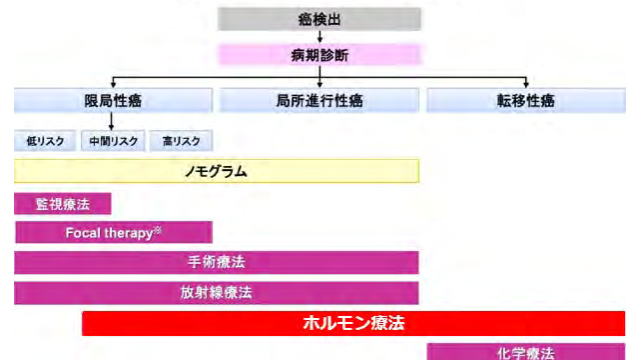 癌検出
病期診断
限局性癌 局所進行性癌 転移性癌
低リスク 中間リスク 高リスク
ノモグラム
監視療法
Focal therapy※
手術療法
放射線療法
ホルモン療法
化学療法